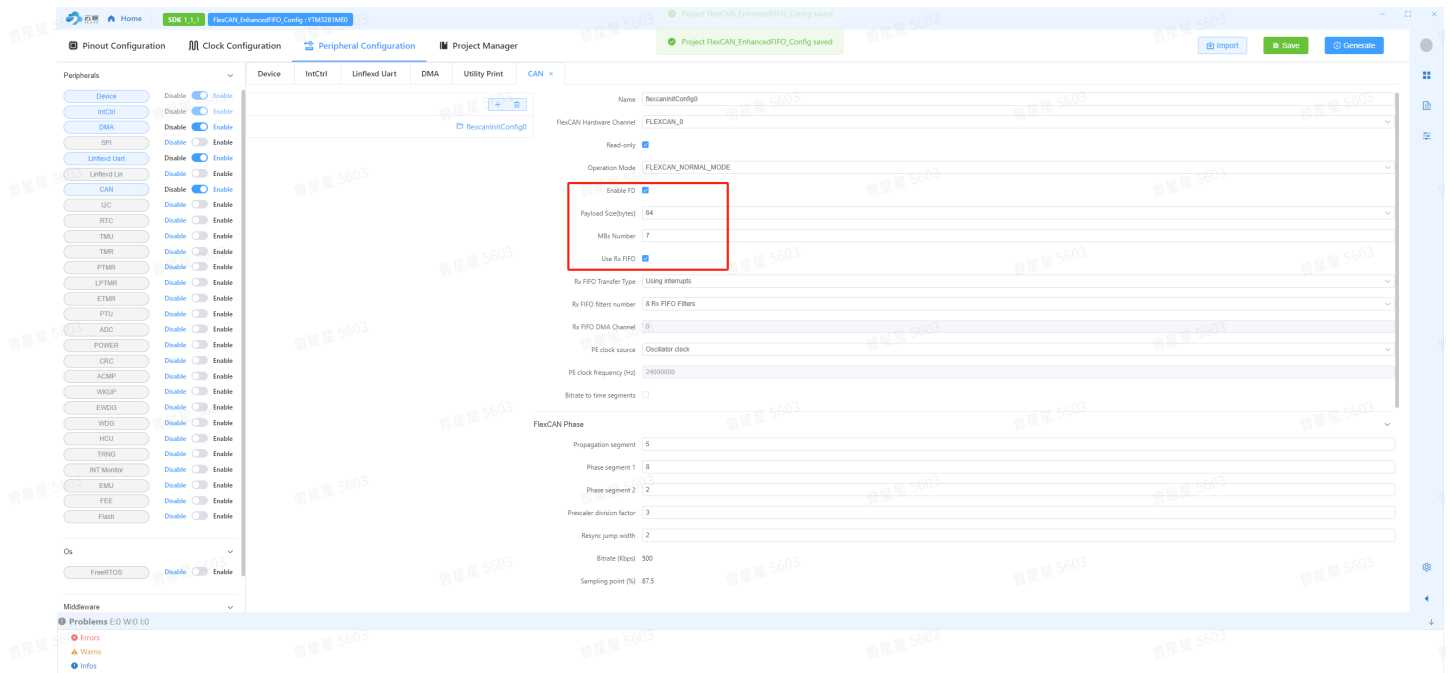 云途 Home SDK 1_1_1 FlexCAN_EnhancedFIFO_Config : YTM32B1ME0
Project FlexCAN_EnhancedFIFO_Config saved
Project FlexCAN_EnhancedFIFO_Config saved
Pinout Configuration Clock Configuration Peripheral Configuration Project Manager
Import Save Generate
Peripherals
Device IntCtrl Linflexd Uart DMA Utility Print CAN ×
Device Disable Enable
IntCtrl Disable Enable
DMA Disable Enable
SPI Disable Enable
Linflexd Uart Disable Enable
Linflexd Lin Disable Enable
CAN Disable Enable
I2C Disable Enable
RTC Disable Enable
TMU Disable Enable
TMR Disable Enable
PTMR Disable Enable
LPTMR Disable Enable
ETMR Disable Enable
PTU Disable Enable
ADC Disable Enable
POWER Disable Enable
CRC Disable Enable
ACMP Disable Enable
WKUP Disable Enable
EWDG Disable Enable
WDG Disable Enable
HCU Disable Enable
TRNG Disable Enable
INT Monitor Disable Enable
EMU Disable Enable
FEE Disable Enable
Flash Disable Enable
Os
FreeRTOS Disable Enable
Middleware
flexcanInitConfig0
Name flexcanInitConfig0
FlexCAN Hardware Channel FLEXCAN_0
Read-only
Operation Mode FLEXCAN_NORMAL_MODE
Enable FD
Payload Size(bytes) 64
MBs Number 7
Use Rx FIFO
Rx FIFO Transfer Type Using interrupts
Rx FIFO filters number 8 Rx FIFO Filters
Rx FIFO DMA Channel 0
PE clock source Oscillator clock
PE clock frequency (Hz) 24000000
Bitrate to time segments
FlexCAN Phase
Propagation segment 5
Phase segment 1 8
Phase segment 2 2
Prescaler division factor 3
Resync jump width 2
Bitrate (Kbps) 500
Sampling point (%) 87.5
Problems E:0 W:0 I:0
Errors
Warns
Infos
曾星星 5603